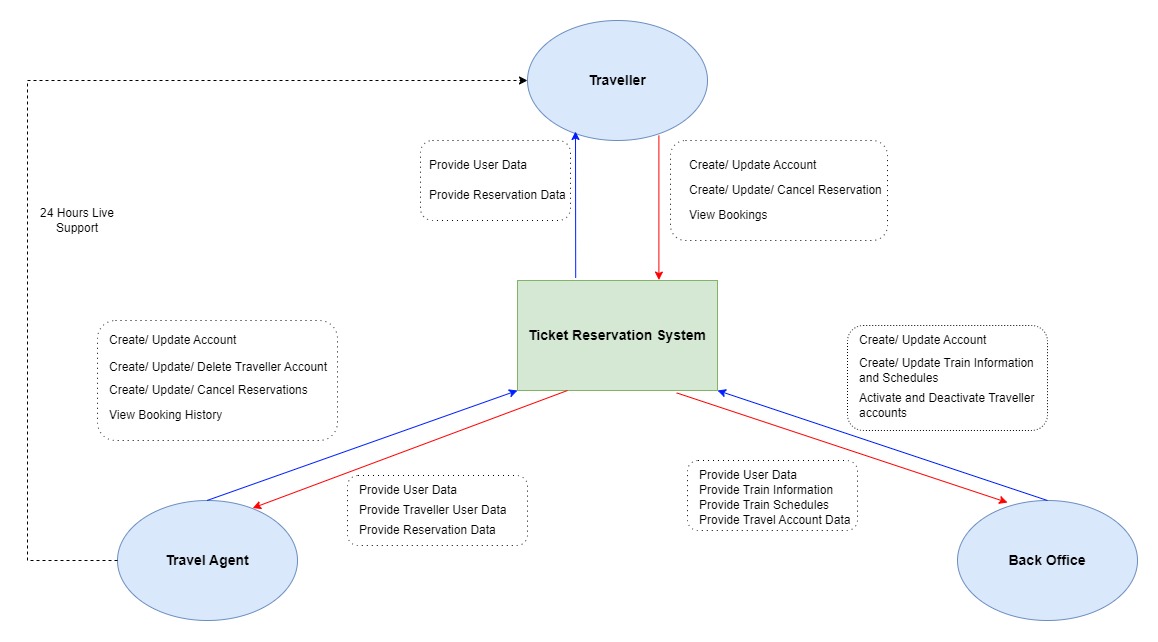 Traveller
Provide User Data
Provide Reservation Data
Create/ Update Account
Create/ Update/ Cancel Reservation
View Bookings
24 Hours Live
Support
Ticket Reservation System
Create/ Update Account
Create/ Update/ Delete Traveller Account
Create/ Update/ Cancel Reservations
View Booking History
Create/ Update Account
Create/ Update Train Information
and Schedules
Activate and Deactivate Traveller
accounts
Provide User Data
Provide Traveller User Data
Provide Reservation Data
Provide User Data
Provide Train Information
Provide Train Schedules
Provide Travel Account Data
Travel Agent
Back Office